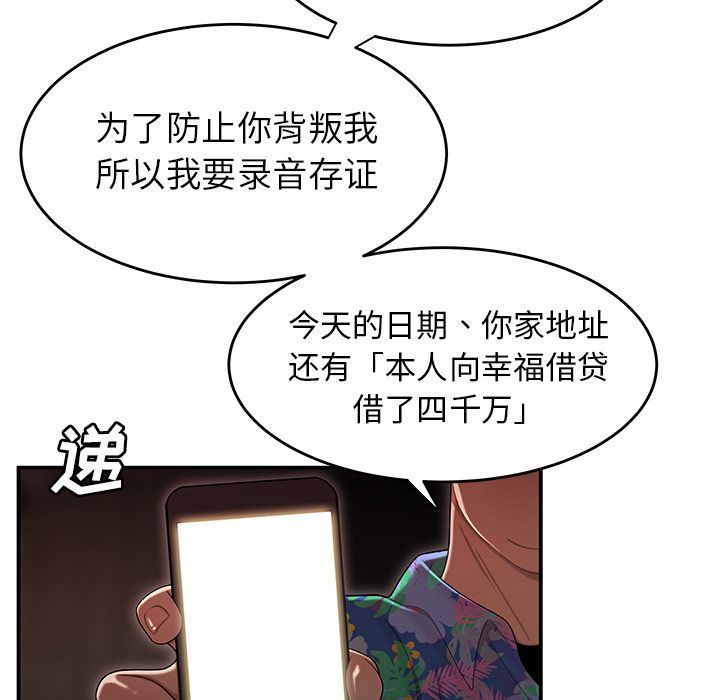 为了防止你背叛我
所以我要录音存证
今天的日期、你家地址
还有「本人向幸福借贷
借了四千万」
递